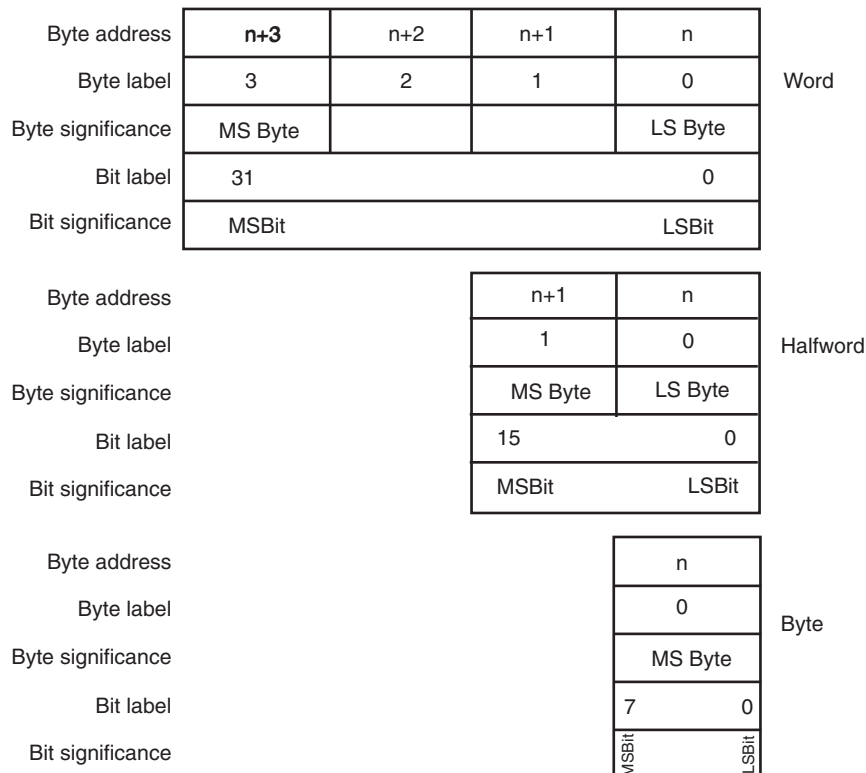 Byte address n+3 n+2 n+1 n
Byte label 3 2 1 0 Word
Byte significance MS Byte LS Byte
Bit label 31 0
Bit significance MSBit LSBit
Byte address n+1 n
Byte label 1 0 Halfword
Byte significance MS Byte LS Byte
Bit label 15 0
Bit significance MSBit LSBit
Byte address n
Byte label 0 Byte
Byte significance MS Byte
Bit label 7 0
Bit significance MSBit LSBit